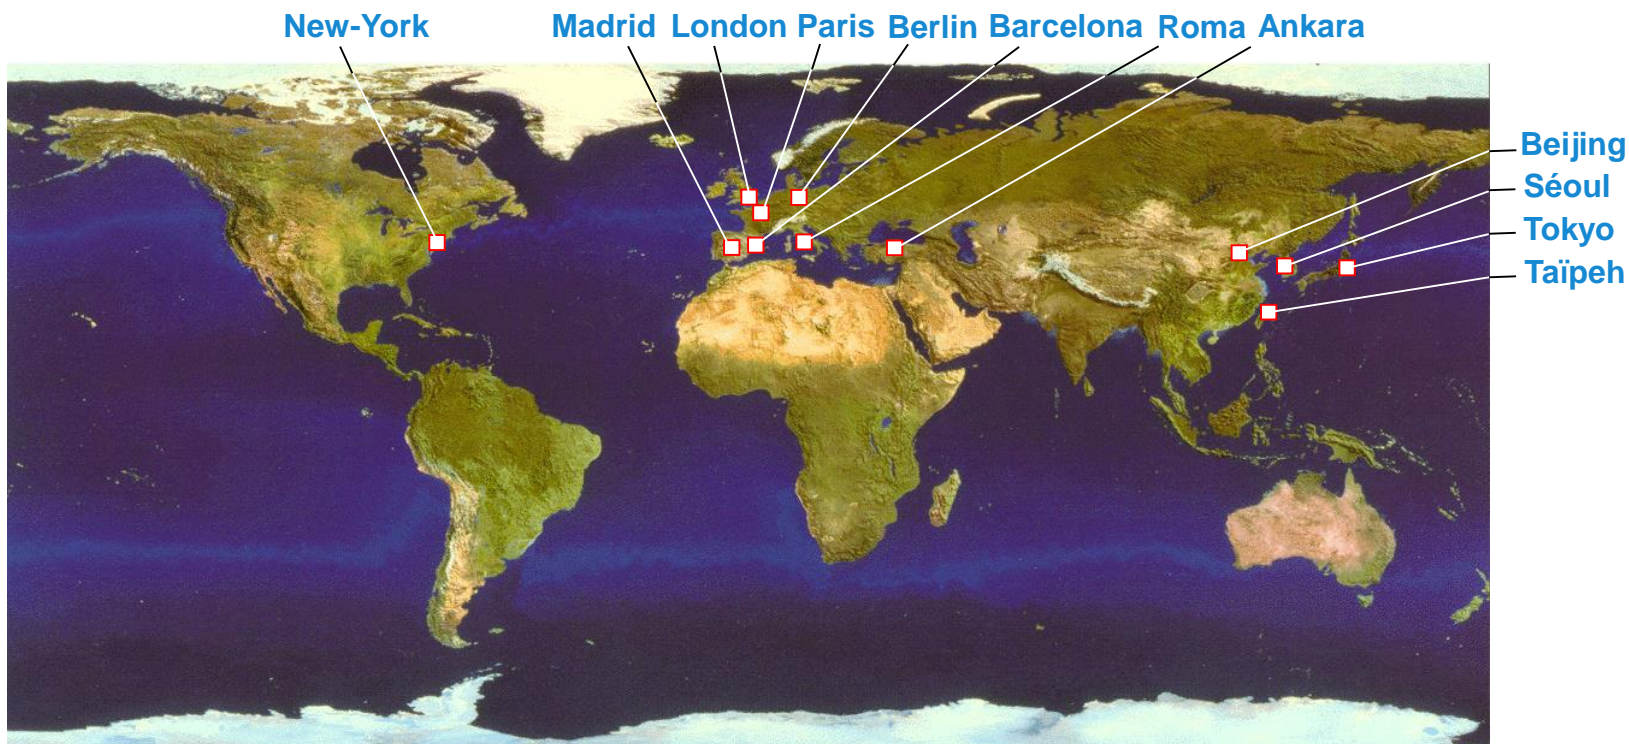 New-York Madrid London Paris Berlin Barcelona Roma Ankara
Beijing
Séoul
Tokyo
Taïpeh